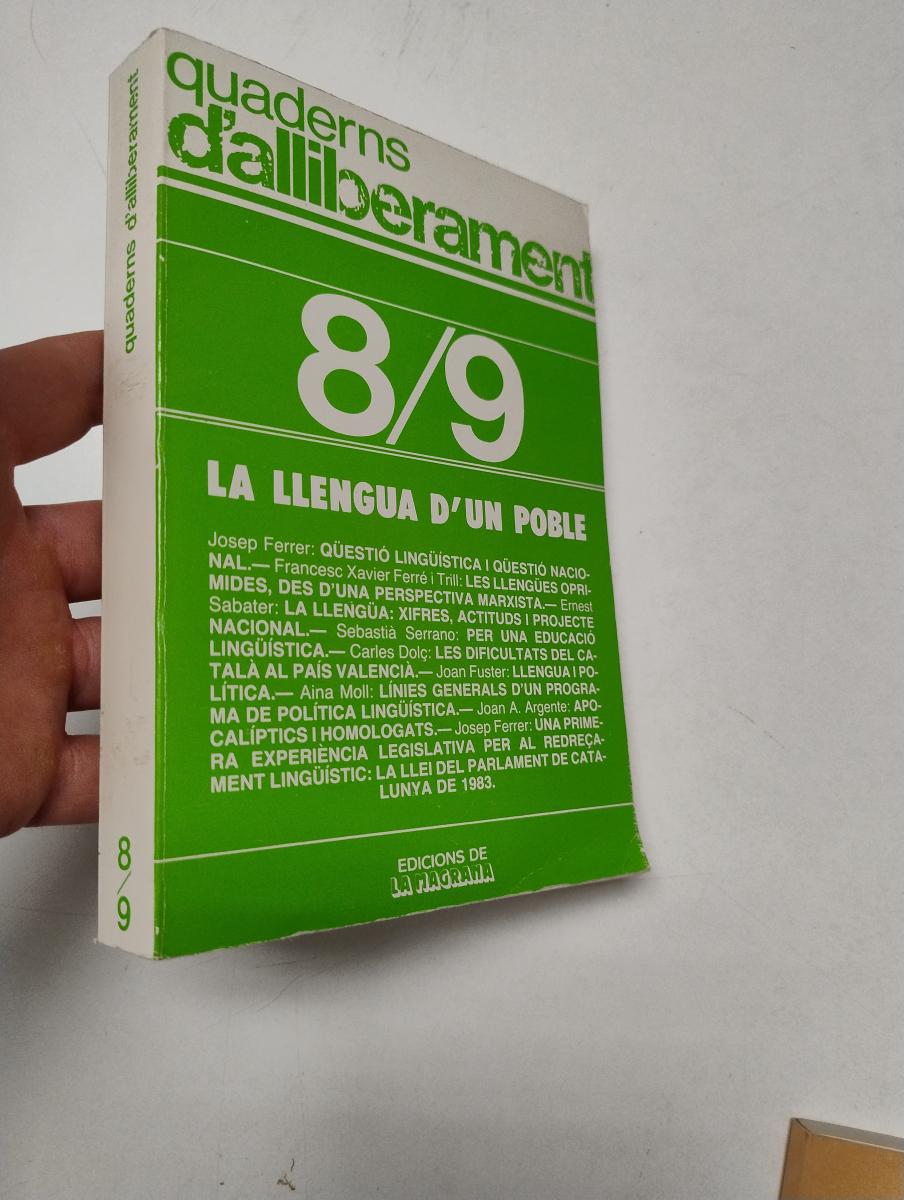 quaderns d'alliberament
8/9
quaderns
d'alliberament
8/9
LA LLENGUA D'UN POBLE
Josep Ferrer: QÜESTIÓ LINGÜÍSTICA I QÜESTIÓ NACIO-
NAL.— Francesc Xavier Ferré i Trill: LES LLENGÜES OPRI-
MIDES, DES D'UNA PERSPECTIVA MARXISTA.— Ernest
Sabater: LA LLENGÜA: XIFRES, ACTITUDS I PROJECTE
NACIONAL.— Sebastià Serrano: PER UNA EDUCACIÓ
LINGÜÍSTICA.— Carles Dolç: LES DIFICULTATS DEL CA-
TALÀ AL PAÍS VALENCIÀ.— Joan Fuster: LLENGUA I PO-
LÍTICA.— Aina Moll: LÍNIES GENERALS D'UN PROGRA-
MA DE POLÍTICA LINGÜÍSTICA.— Joan A. Argente: APO-
CALÍPTICS I HOMOLOGATS.— Josep Ferrer: UNA PRIME-
RA EXPERIÈNCIA LEGISLATIVA PER AL REDREÇA-
MENT LINGÜÍSTIC: LA LLEI DEL PARLAMENT DE CATA-
LUNYA DE 1983.
EDICIONS DE
LA MAGRANA